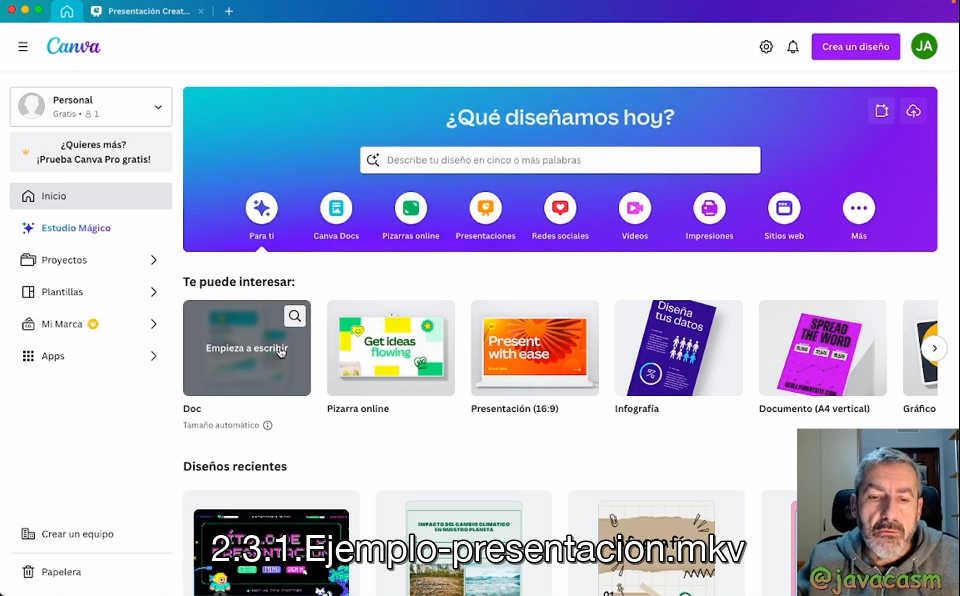 Presentación Creat...
Canva
Crea un diseño
JA
Personal
Gratis • 1
¿Quieres más?
¡Prueba Canva Pro gratis!
Inicio
Estudio Mágico
Proyectos
Plantillas
Mi Marca
Apps
Crear un equipo
Papelera
¿Qué diseñamos hoy?
Describe tu diseño en cinco o más palabras
Para ti
Canva Docs
Pizarras online
Presentaciones
Redes sociales
Vídeos
Impresiones
Sitios web
Más
Te puede interesar:
Empieza a escribir
Get ideas
flowing
Present
with ease
Diseña
tus datos
SPREAD
THE WORD
Doc
Pizarra online
Presentación (16:9)
Infografía
Documento (A4 vertical)
Gráfico
Tamaño automático
Diseños recientes
IMPACTO DEL CAMBIO CLIMÁTICO
EN NUESTRO PLANETA
2.3.1.Ejemplo-presentacion.mkv
@javacasm